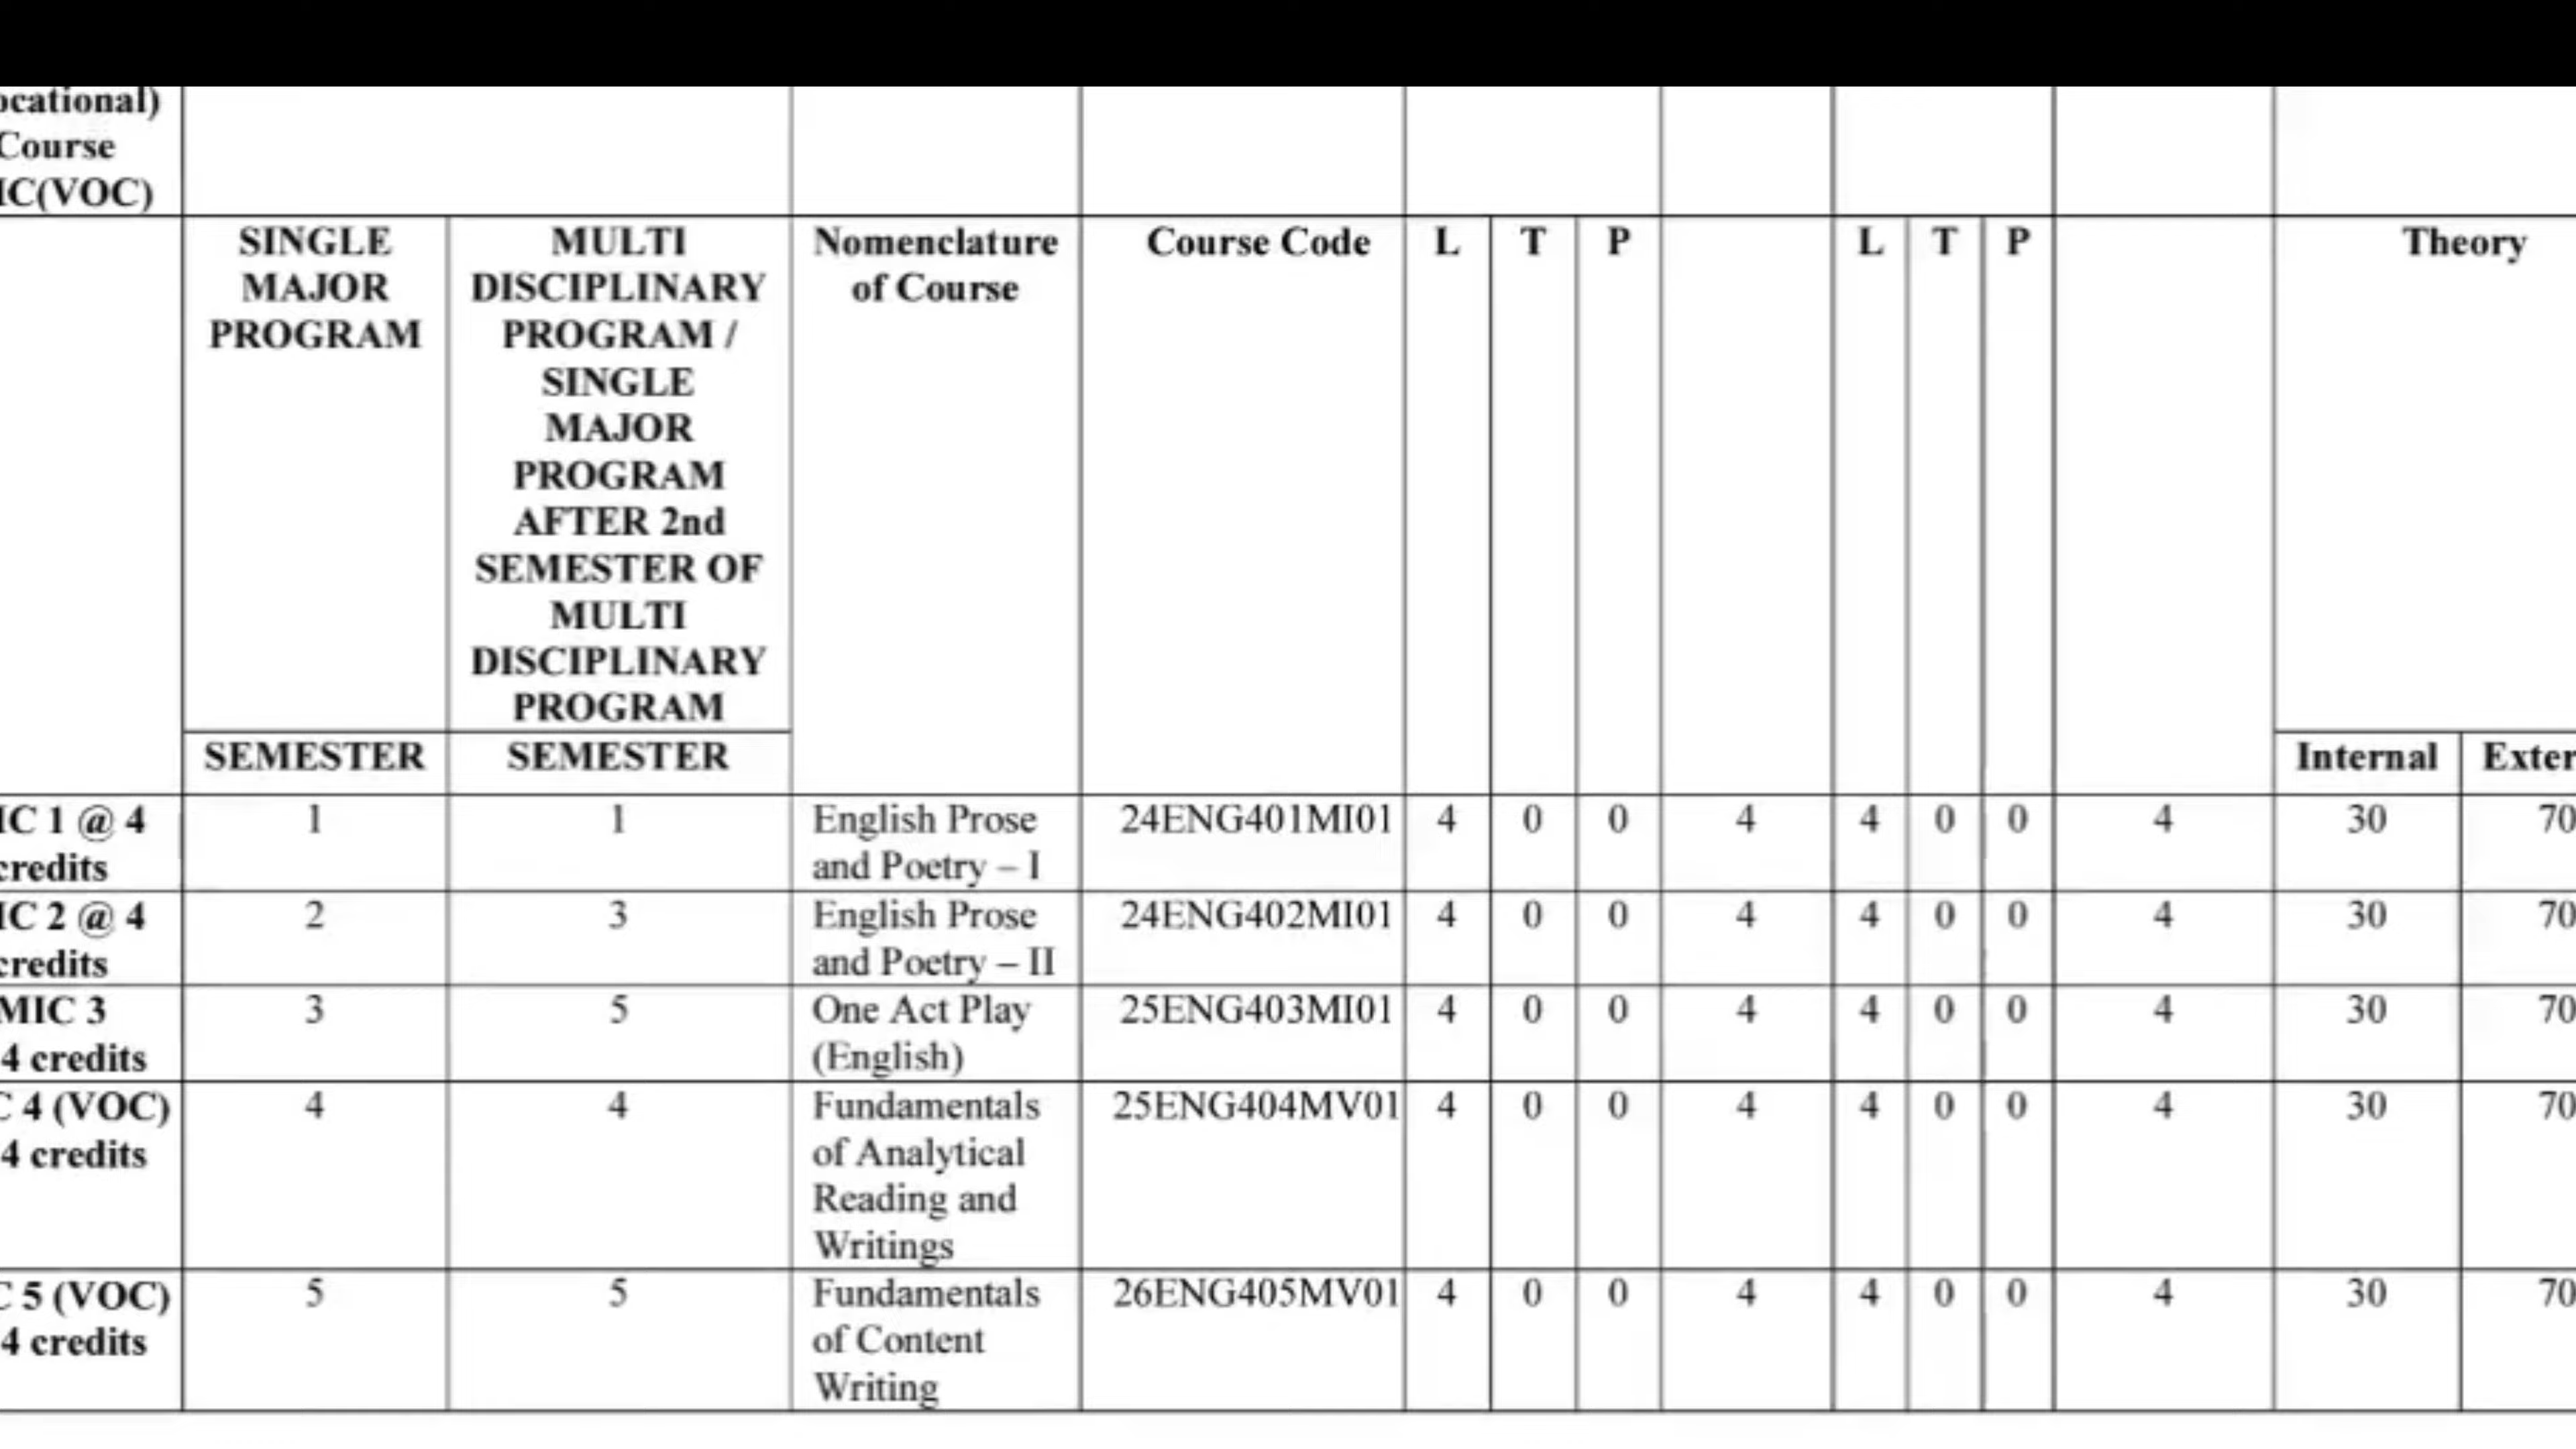 ocational)
Course
IC(VOC)
SINGLE MAJOR PROGRAM
MULTI DISCIPLINARY PROGRAM / SINGLE MAJOR PROGRAM AFTER 2nd SEMESTER OF MULTI DISCIPLINARY PROGRAM
Nomenclature of Course
Course Code
L T P
L T P
Theory
SEMESTER SEMESTER
Internal Exter
IC 1 @ 4 1 1 English Prose 24ENG401MI01 4 0 0 4 4 0 0 4 30 70
credits and Poetry – I
IC 2 @ 4 2 3 English Prose 24ENG402MI01 4 0 0 4 4 0 0 4 30 70
credits and Poetry – II
MIC 3 3 5 One Act Play 25ENG403MI01 4 0 0 4 4 0 0 4 30 70
4 credits (English)
C 4 (VOC) 4 4 Fundamentals 25ENG404MV01 4 0 0 4 4 0 0 4 30 70
4 credits of Analytical
Reading and
Writings
C 5 (VOC) 5 5 Fundamentals 26ENG405MV01 4 0 0 4 4 0 0 4 30 70
4 credits of Content
Writing